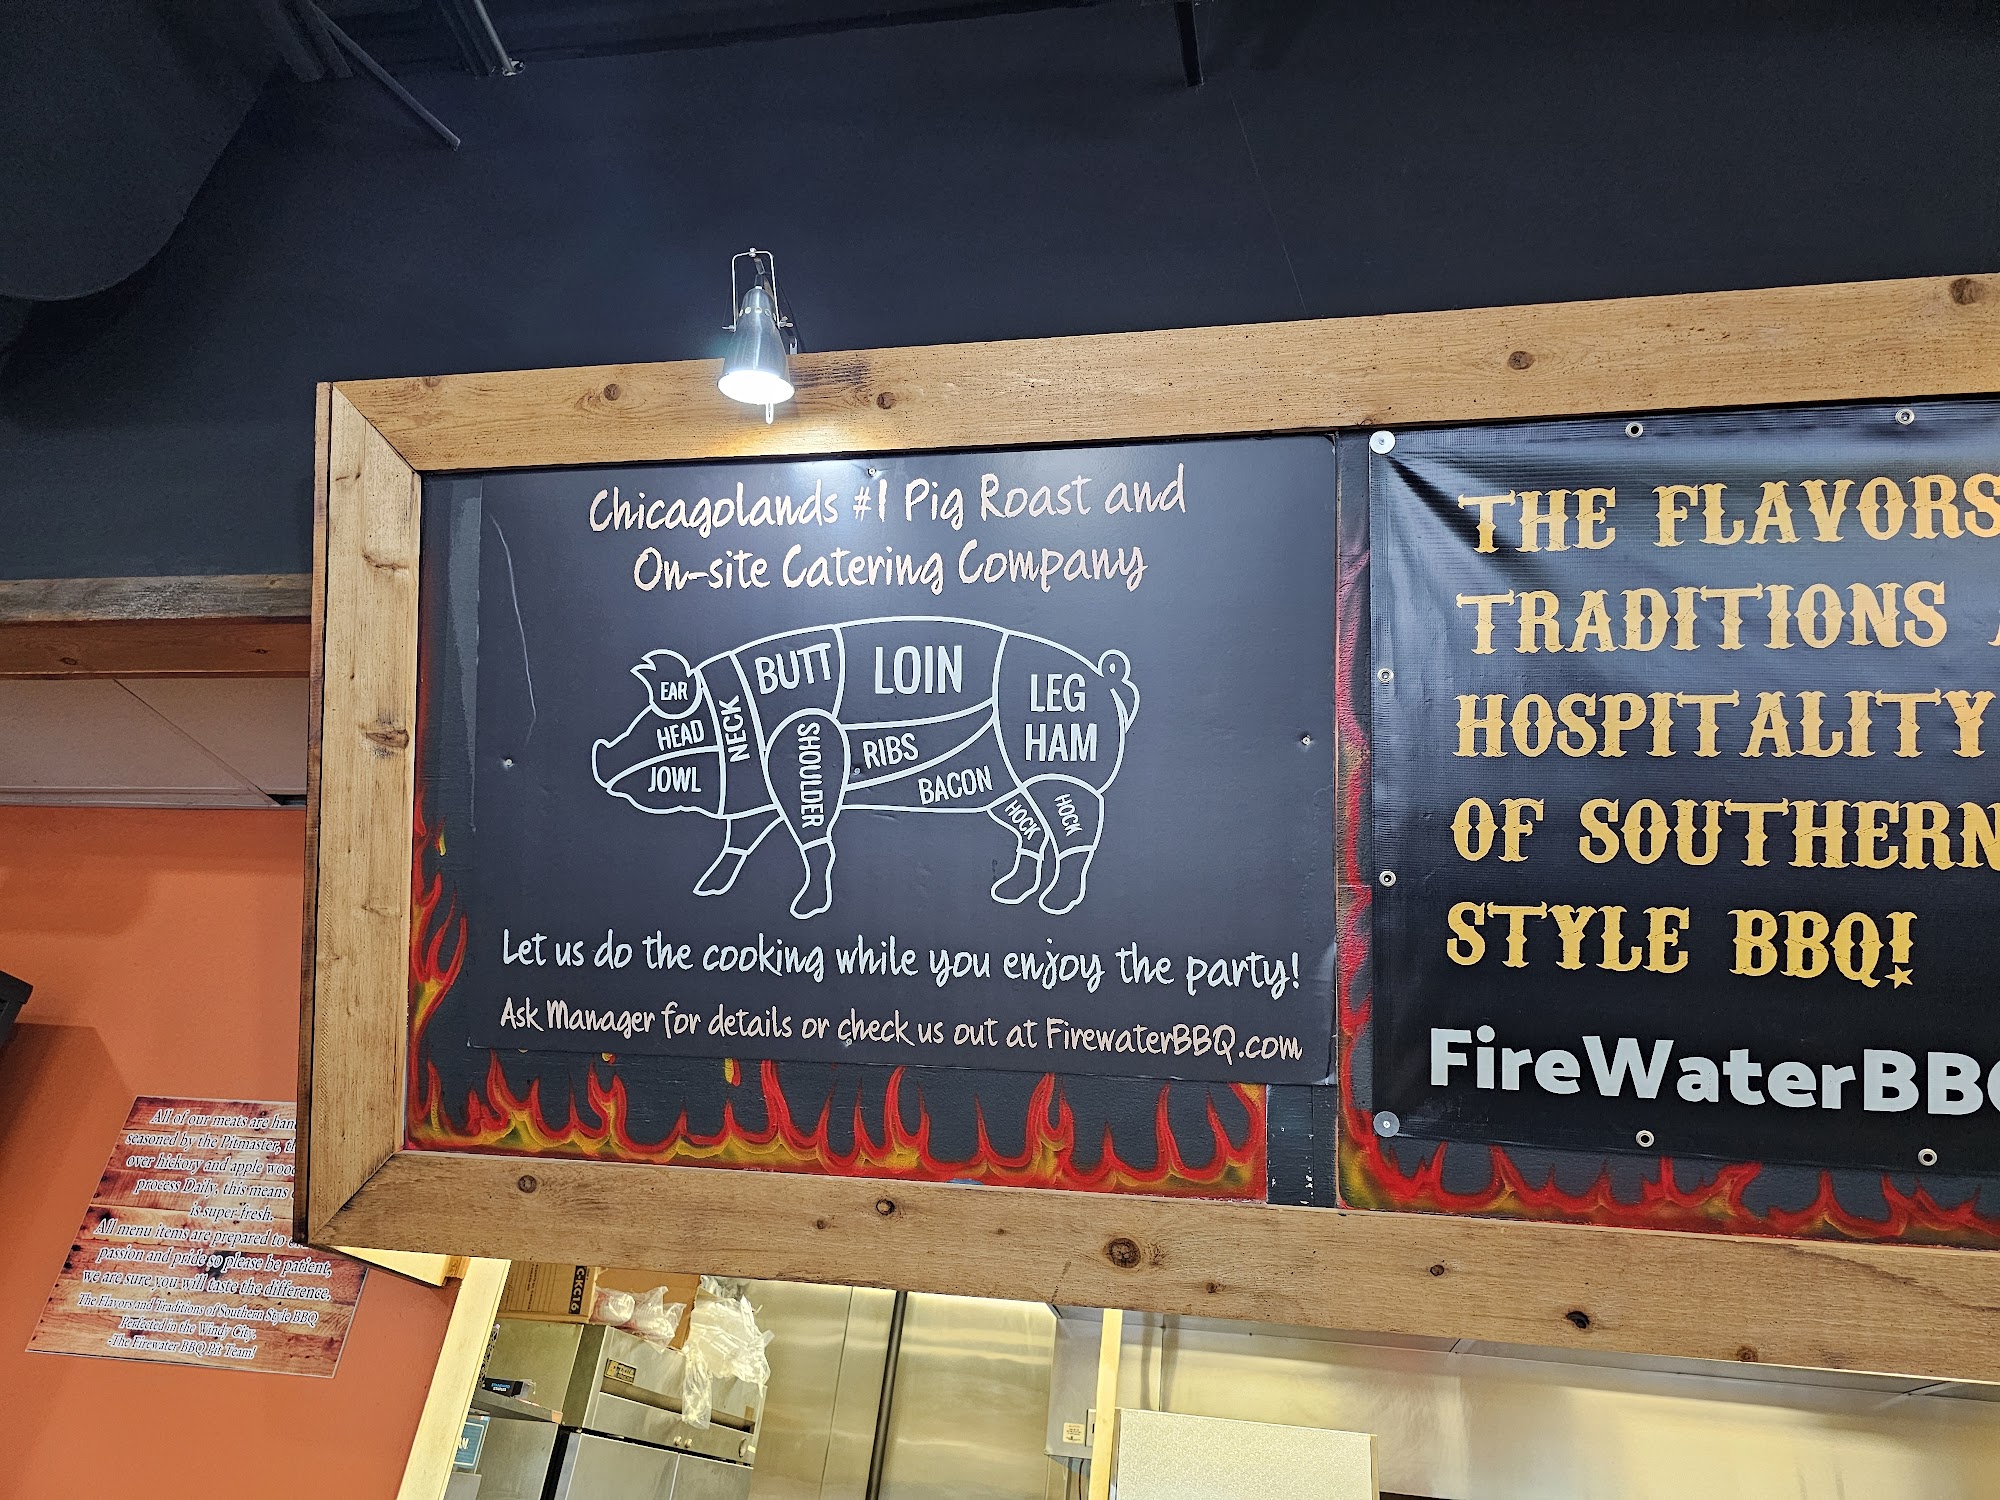 Chicagolands #1 Pig Roast and
On-site Catering Company
EAR
HEAD
JOWL
NECK
BUTT
SHOULDER
LOIN
RIBS
BACON
LEG
HAM
HOCK
HOCK
Let us do the cooking while you enjoy the party!
Ask Manager for details or check us out at FirewaterBBQ.com
THE FLAVORS
TRADITIONS
HOSPITALITY
OF SOUTHERN
STYLE BBQ!
FireWaterBBQ
All of our meats are
seasoned by the Pitmaster,
over hickory and apple
process Daily, this means
is super fresh.
All menu items are prepared to
passion and pride so please be patient,
we are sure you will taste the difference.
The Flavors and Traditions of Southern Style BBQ
Perfected in the Windy City.
-The Firewater BBQ Pit Team!